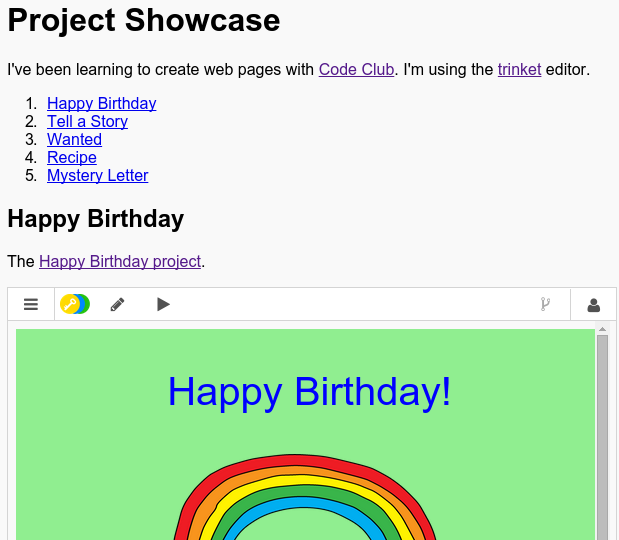 Project Showcase
I've been learning to create web pages with Code Club. I'm using the trinket editor.
1. Happy Birthday
2. Tell a Story
3. Wanted
4. Recipe
5. Mystery Letter
Happy Birthday
The Happy Birthday project.
Happy Birthday!